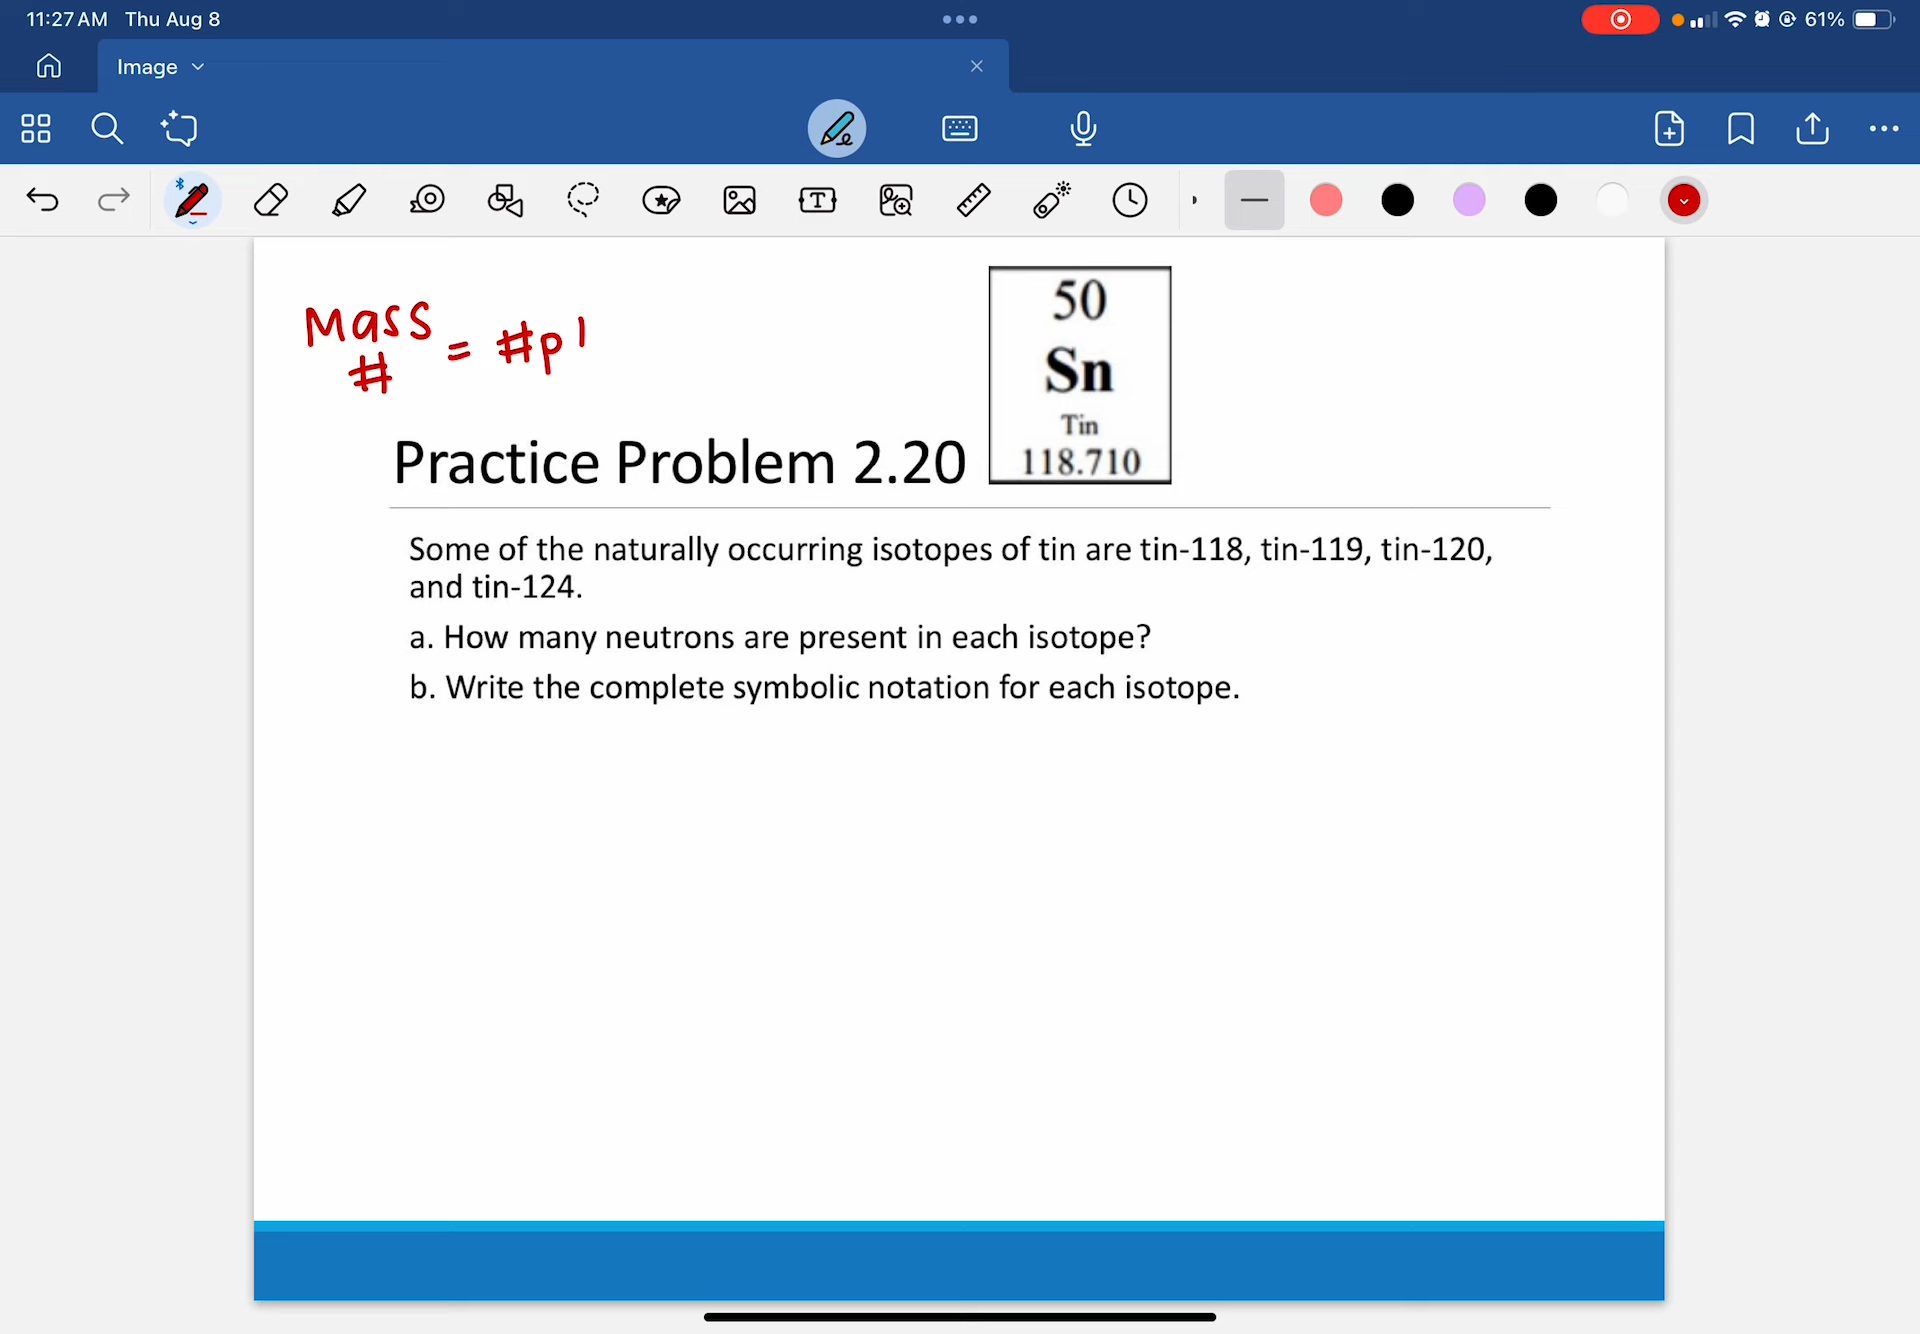 11:27 AM Thu Aug 8
61%
Image
Mass
# = #p
50
Sn
Tin
118.710
Practice Problem 2.20
Some of the naturally occurring isotopes of tin are tin-118, tin-119, tin-120,
and tin-124.
a. How many neutrons are present in each isotope?
b. Write the complete symbolic notation for each isotope.